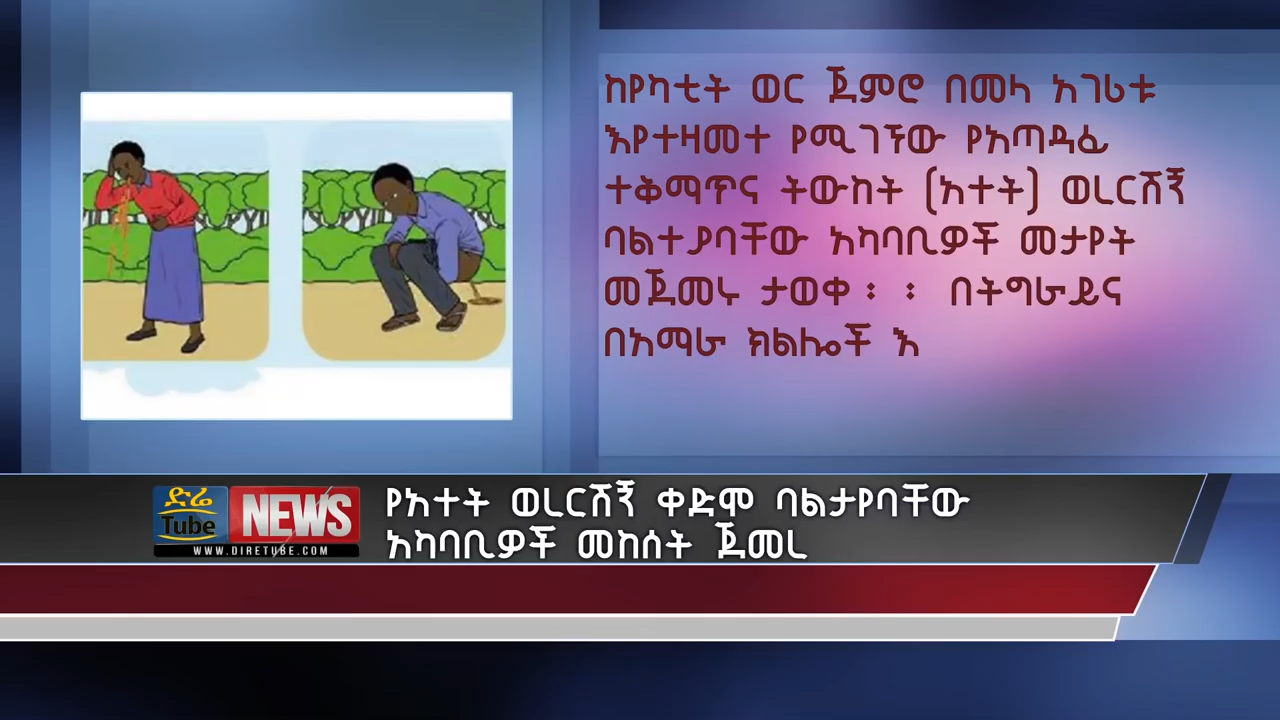 ከየካቲት ወር ጀምሮ በመላ አገሪቱ
እየተዛመተ የሚገኘው የአጣዳፊ
ተቅማጥና ትውከት (አተት) ወረርሽኝ
ባልተያባቸው አካባቢዎች መታየት
መጀመሩ ታወቀ፡ ፡ በትግራይና
በአማራ ክልሎች እ
ድሬ
Tube
NEWS
WWW.DIRETUBE.COM
የአተት ወረርሽኝ ቀድሞ ባልታየባቸው
አካባቢዎች መከሰት ጀመረ